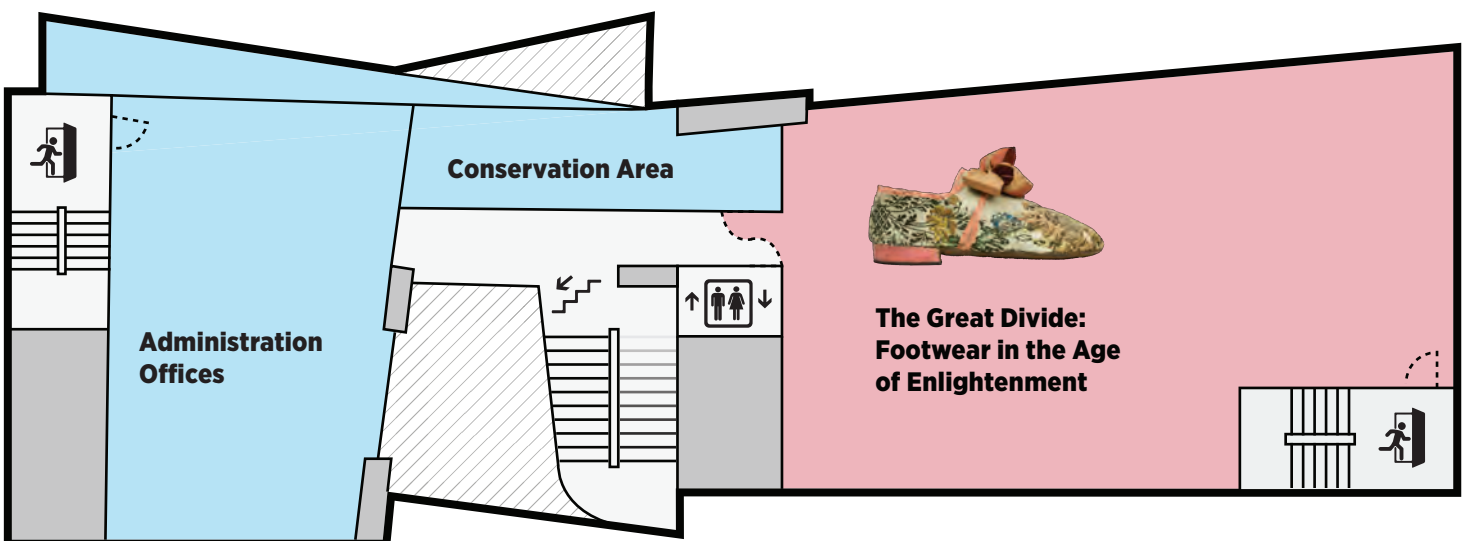 Conservation Area
Administration
Offices
The Great Divide:
Footwear in the Age
of Enlightenment